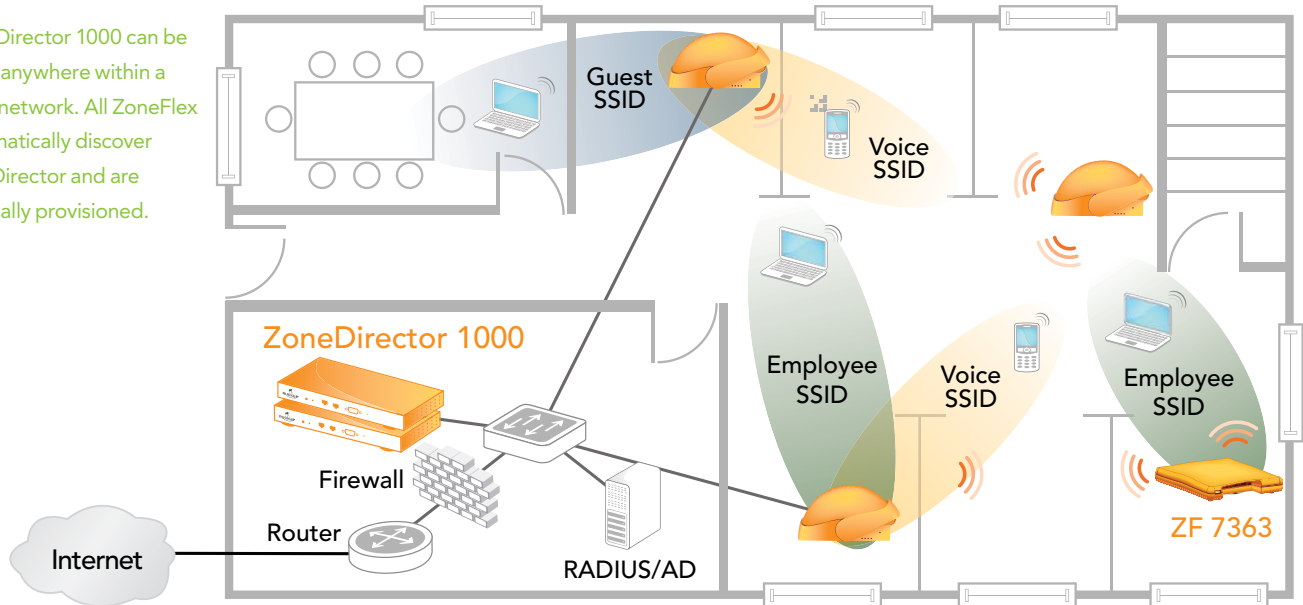 Director 1000 can be
anywhere within a
network. All ZoneFlex
matically discover
Director and are
ally provisioned.
Guest
SSID
Voice
SSID
ZoneDirector 1000
Employee
SSID
Voice
SSID
Employee
SSID
Firewall
Router
Internet
RADIUS/AD
ZF 7363